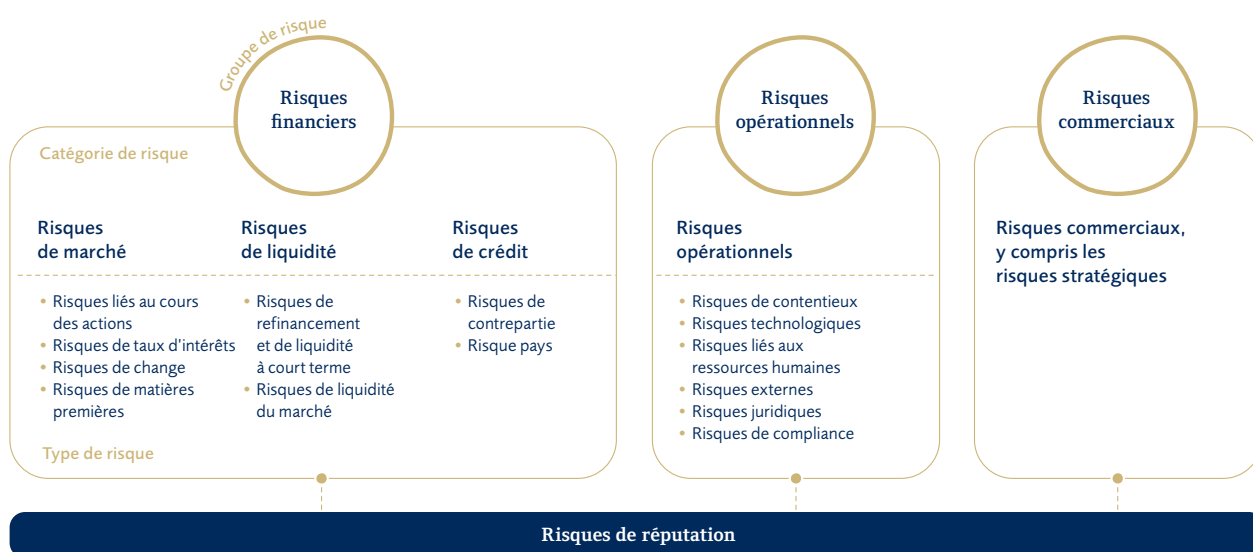 Groupe de risque
Risques
financiers
Catégorie de risque
Risques
de marché
• Risques liés au cours
des actions
• Risques de taux d'intérêts
• Risques de change
• Risques de matières
premières
Risques
de liquidité
• Risques de
refinancement
et de liquidité
à court terme
• Risques de liquidité
du marché
Risques
de crédit
• Risques de
contrepartie
• Risque pays
Type de risque
Risques
opérationnels
Risques
opérationnels
• Risques de contentieux
• Risques technologiques
• Risques liés aux
ressources humaines
• Risques externes
• Risques juridiques
• Risques de compliance
Risques
commerciaux
Risques commerciaux,
y compris les
risques stratégiques
Risques de réputation